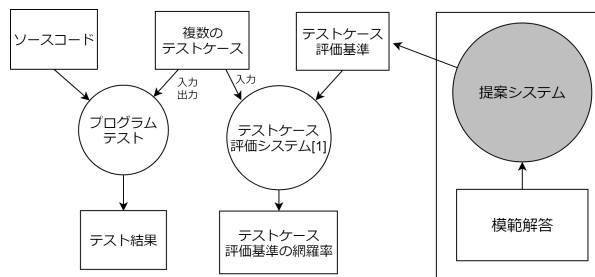 ソースコード
複数の
テストケース
テストケース
評価基準
入力
出力
入力
プログラム
テスト
テストケース
評価システム[1]
提案システム
テスト結果
テストケース
評価基準の網羅率
模範解答